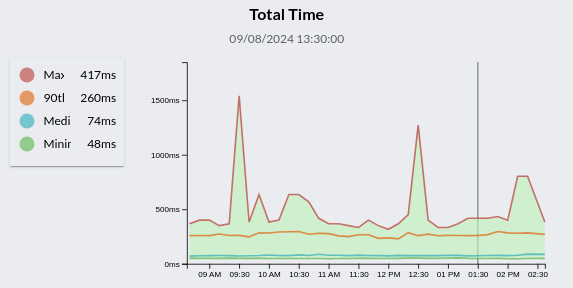 Total Time
09/08/2024 13:30:00
Max 417ms
90tl 260ms
Medi 74ms
Minir 48ms
1500ms
1000ms
500ms
0ms
09 AM 09:30 10 AM 10:30 11 AM 11:30 12 PM 12:30 01 PM 01:30 02 PM 02:30